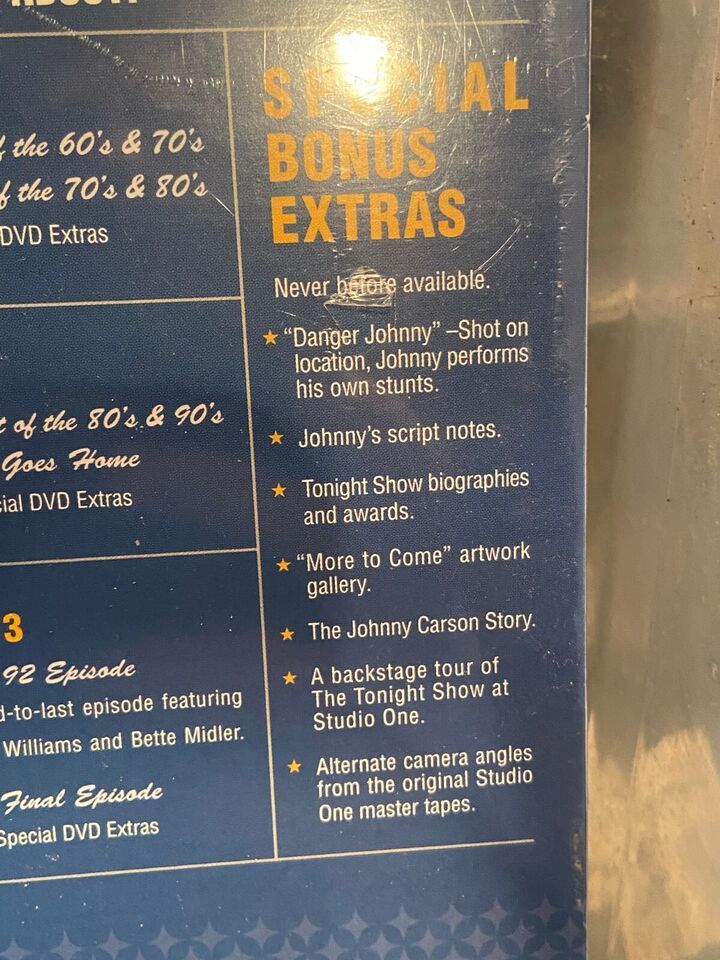 f the 60's & 70's
f the 70's & 80's
DVD Extras
t of the 80's & 90's
Goes Home
cial DVD Extras
3
92 Episode
d-to-last episode featuring
Williams and Bette Midler.
Final Episode
Special DVD Extras
SPECIAL
BONUS
EXTRAS
Never before available.
★ “Danger Johnny” –Shot on
location, Johnny performs
his own stunts.
★ Johnny's script notes.
★ Tonight Show biographies
and awards.
★ “More to Come” artwork
gallery.
★ The Johnny Carson Story.
★ A backstage tour of
The Tonight Show at
Studio One.
★ Alternate camera angles
from the original Studio
One master tapes.